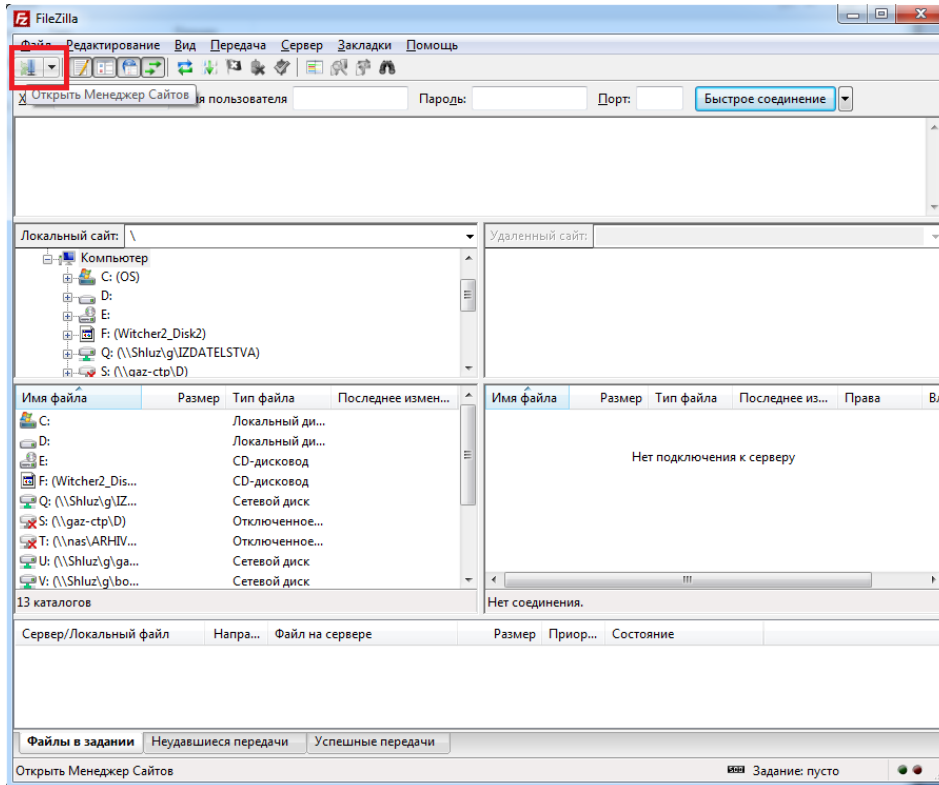 FileZilla
Файл Редактирование Вид Передача Сервер Закладки Помощь
Х Открыть Менеджер Сайтов я пользователя Пароль: Порт: Быстрое соединение
Локальный сайт: \ Удаленный сайт:
Компьютер
C: (OS)
D:
E:
F: (Witcher2_Disk2)
Q: (\\Shluz\g\IZDATELSTVA)
S: (\\gaz-ctp\D)
Имя файла Размер Тип файла Последнее измен... Имя файла Размер Тип файла Последнее из... Права В
C: Локальный ди...
D: Локальный ди...
E: CD-дисковод
Нет подключения к серверу
F: (Witcher2_Dis... CD-дисковод
Q: (\\Shluz\g\IZ... Сетевой диск
S: (\\gaz-ctp\D) Отключенное...
T: (\\nas\ARHIV... Отключенное...
U: (\\Shluz\g\ga... Сетевой диск
V: (\\Shluz\g\bo... Сетевой диск
13 каталогов Нет соединения.
Сервер/Локальный файл Напра... Файл на сервере Размер Приор... Состояние
Файлы в задании Неудавшиеся передачи Успешные передачи
Открыть Менеджер Сайтов Задание: пусто